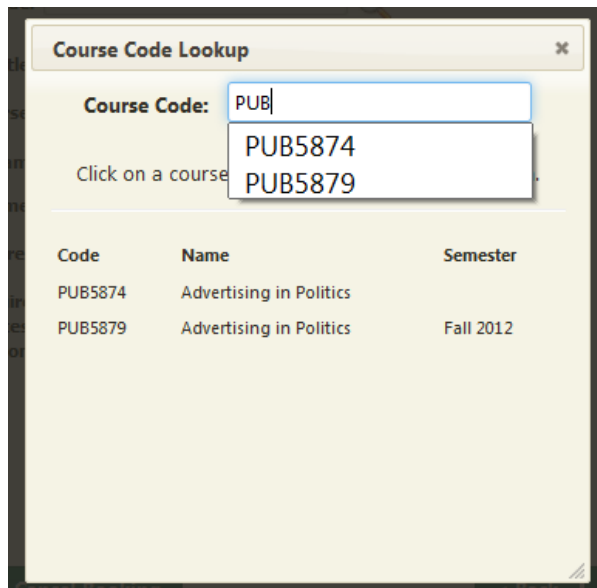 Course Code Lookup
Course Code: PUB
PUB5874
Click on a course .
PUB5879
Code Name Semester
PUB5874 Advertising in Politics
PUB5879 Advertising in Politics Fall 2012